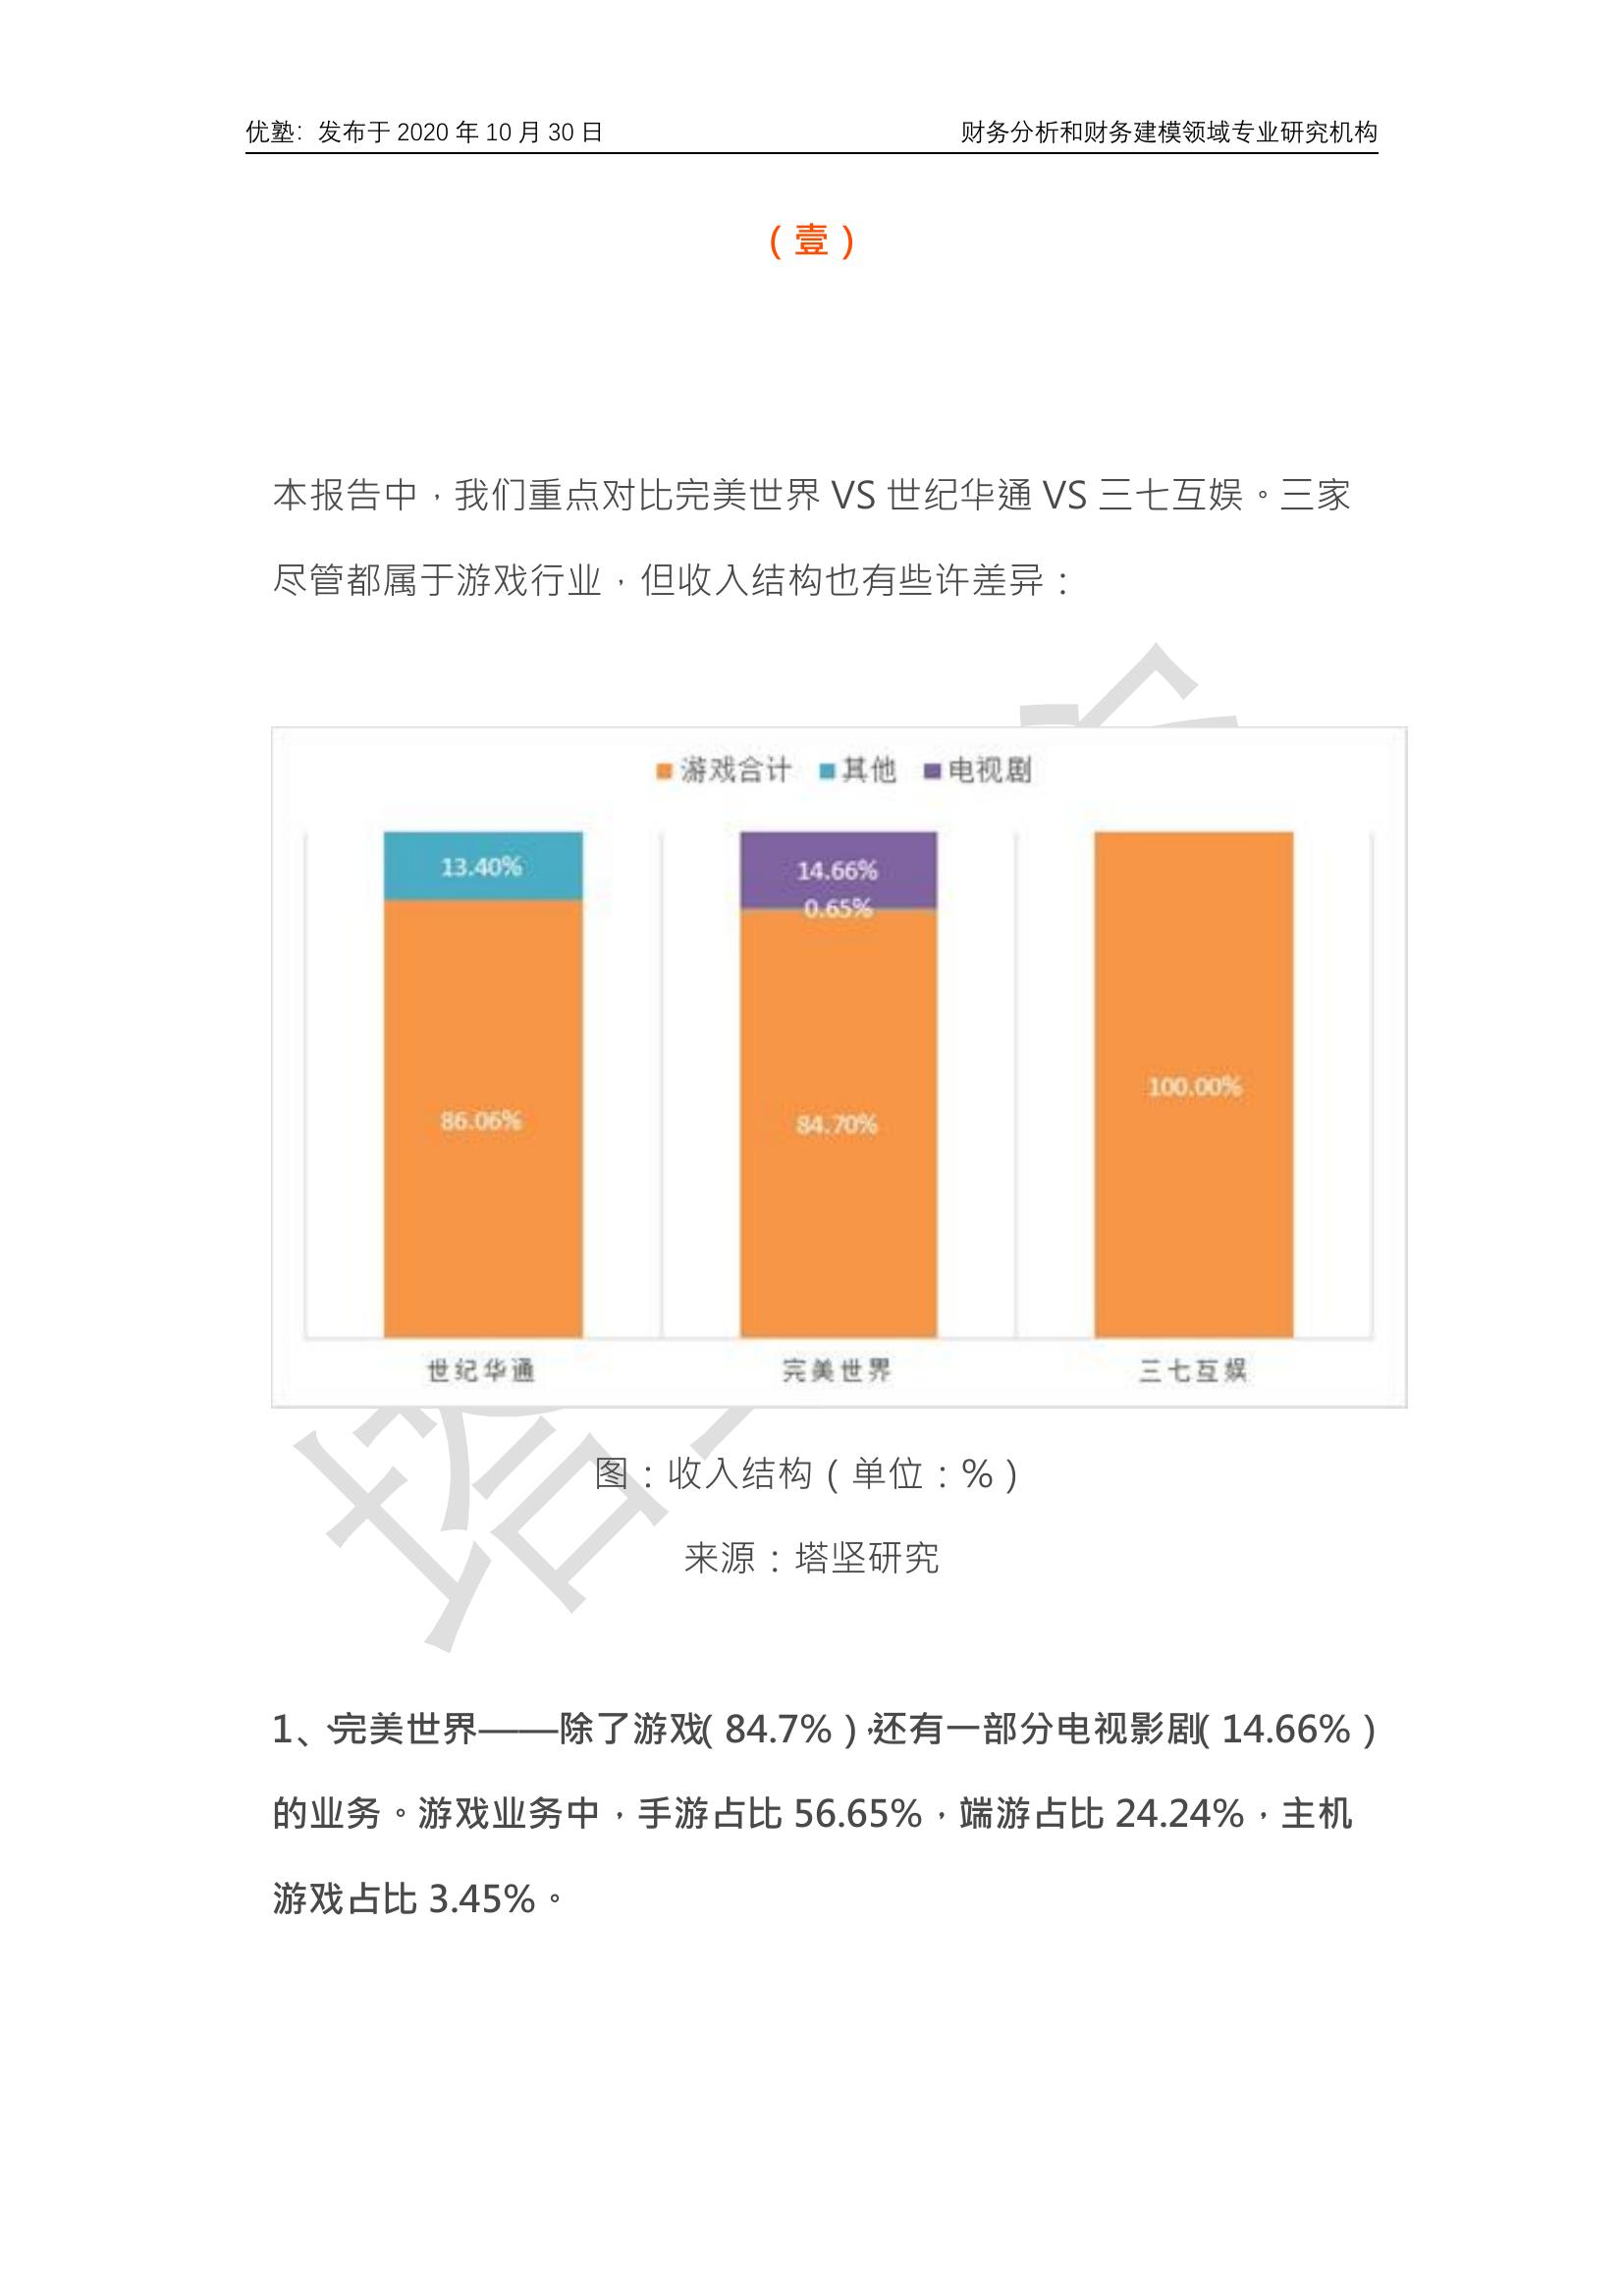 优塾：发布于 2020 年 10 月 30 日 财务分析和财务建模领域专业研究机构
（壹）
本报告中，我们重点对比完美世界 VS 世纪华通 VS 三七互娱。三家
尽管都属于游戏行业，但收入结构也有些许差异：
游戏合计 其他 电视剧
13.40% 14.66%
0.65%
100.00%
86.06% 84.70%
世纪华通 完美世界 三七互娱
图：收入结构（单位：%）
来源：塔坚研究
1、完美世界——除了游戏（84.7%），还有一部分电视影剧（14.66%）
的业务。游戏业务中，手游占比 56.65%，端游占比 24.24%，主机
游戏占比 3.45%。
塔